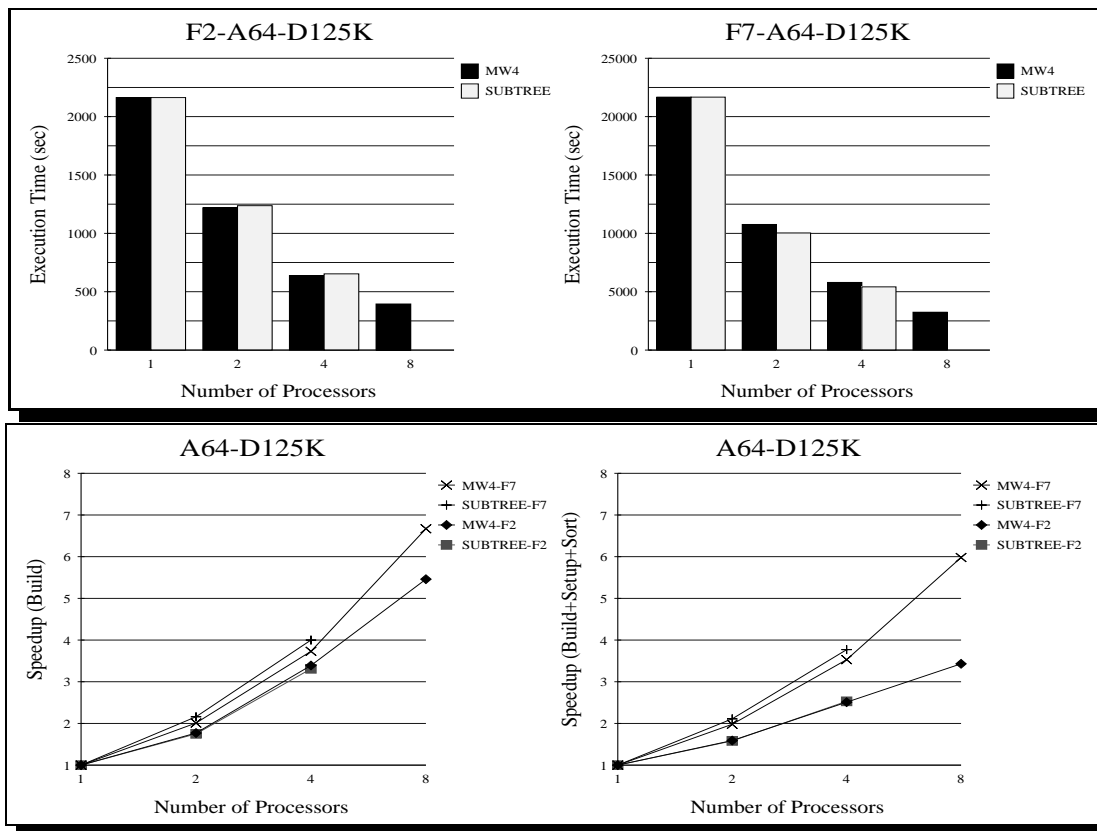 F2-A64-D125K
MW4
SUBTREE
Execution Time (sec)
2500
2000
1500
1000
500
0
1 2 4 8
Number of Processors
F7-A64-D125K
MW4
SUBTREE
Execution Time (sec)
25000
20000
15000
10000
5000
0
1 2 4 8
Number of Processors
A64-D125K
MW4-F7
SUBTREE-F7
MW4-F2
SUBTREE-F2
Speedup (Build)
8
7
6
5
4
3
2
1
1 2 4 8
Number of Processors
A64-D125K
MW4-F7
SUBTREE-F7
MW4-F2
SUBTREE-F2
Speedup (Build+Setup+Sort)
8
7
6
5
4
3
2
1
1 2 4 8
Number of Processors